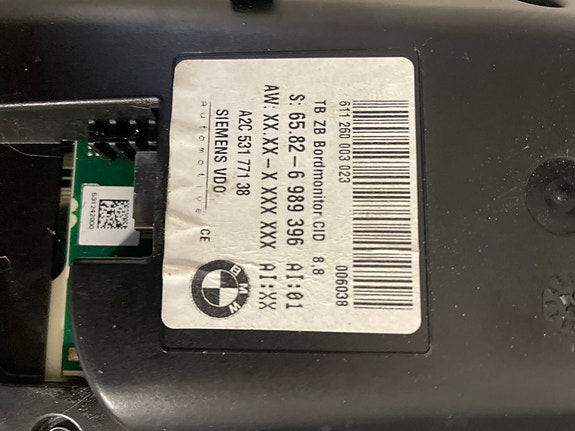 611 260 003 023 006038
TB ZB Bordmonitor CID 8,8
S: 65.82-6 989 396 AI:01
AW: XX.XX-X XXX XXX AI:XX
A2C 531 771 38
SIEMENS VDO
Automotive CE
BMW
691242000